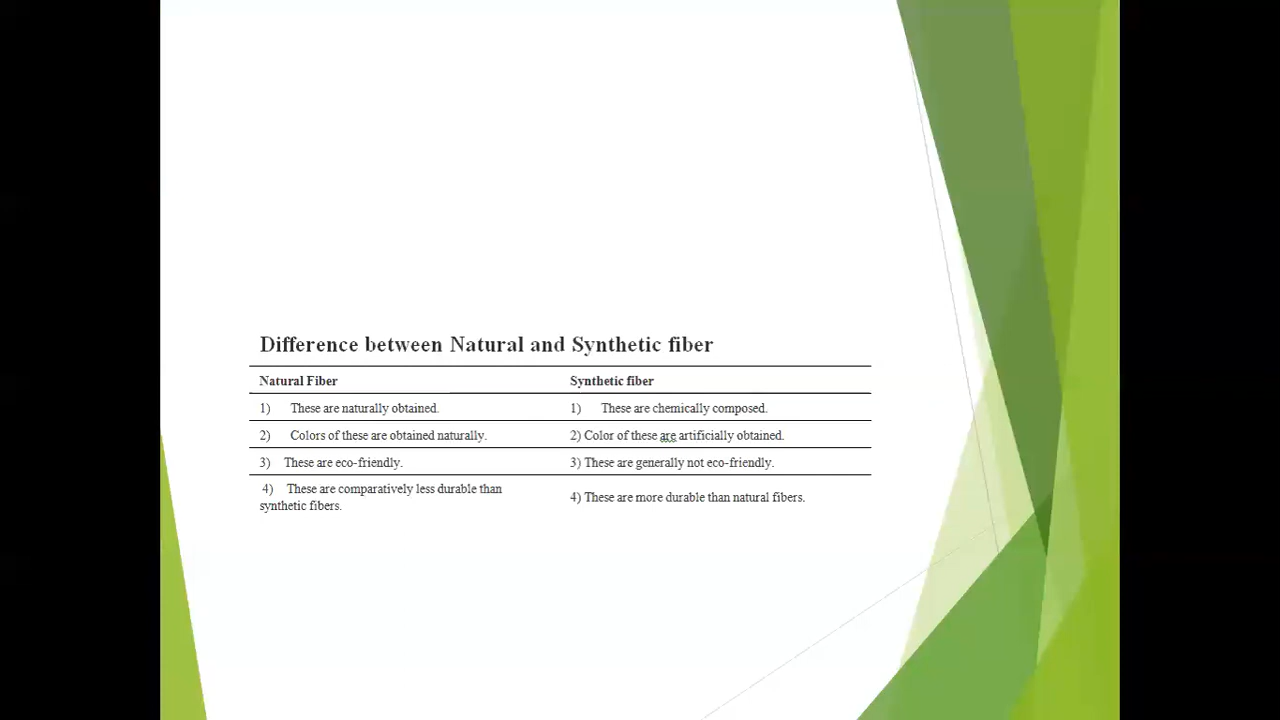 Difference between Natural and Synthetic fiber
Natural Fiber Synthetic fiber
1) These are naturally obtained. 1) These are chemically composed.
2) Colors of these are obtained naturally. 2) Color of these are artificially obtained.
3) These are eco-friendly. 3) These are generally not eco-friendly.
4) These are comparatively less durable than
synthetic fibers.
4) These are more durable than natural fibers.